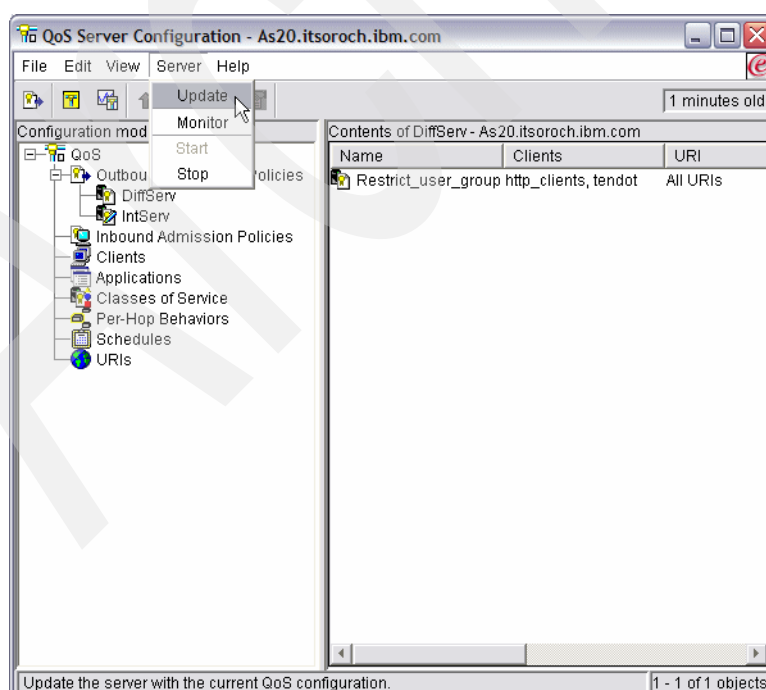 QoS Server Configuration - As20.itsoroch.ibm.com
File Edit View Server Help
Update
Monitor
Start
Stop
1 minutes old
Configuration mod
Contents of DiffServ - As20.itsoroch.ibm.com
QoS
Outbou
olicies
DiffServ
IntServ
Inbound Admission Policies
Clients
Applications
Classes of Service
Per-Hop Behaviors
Schedules
URIs
Name Clients URI
Restrict_user_group http_clients, tendot All URIs
Update the server with the current QoS configuration.
1 - 1 of 1 objects